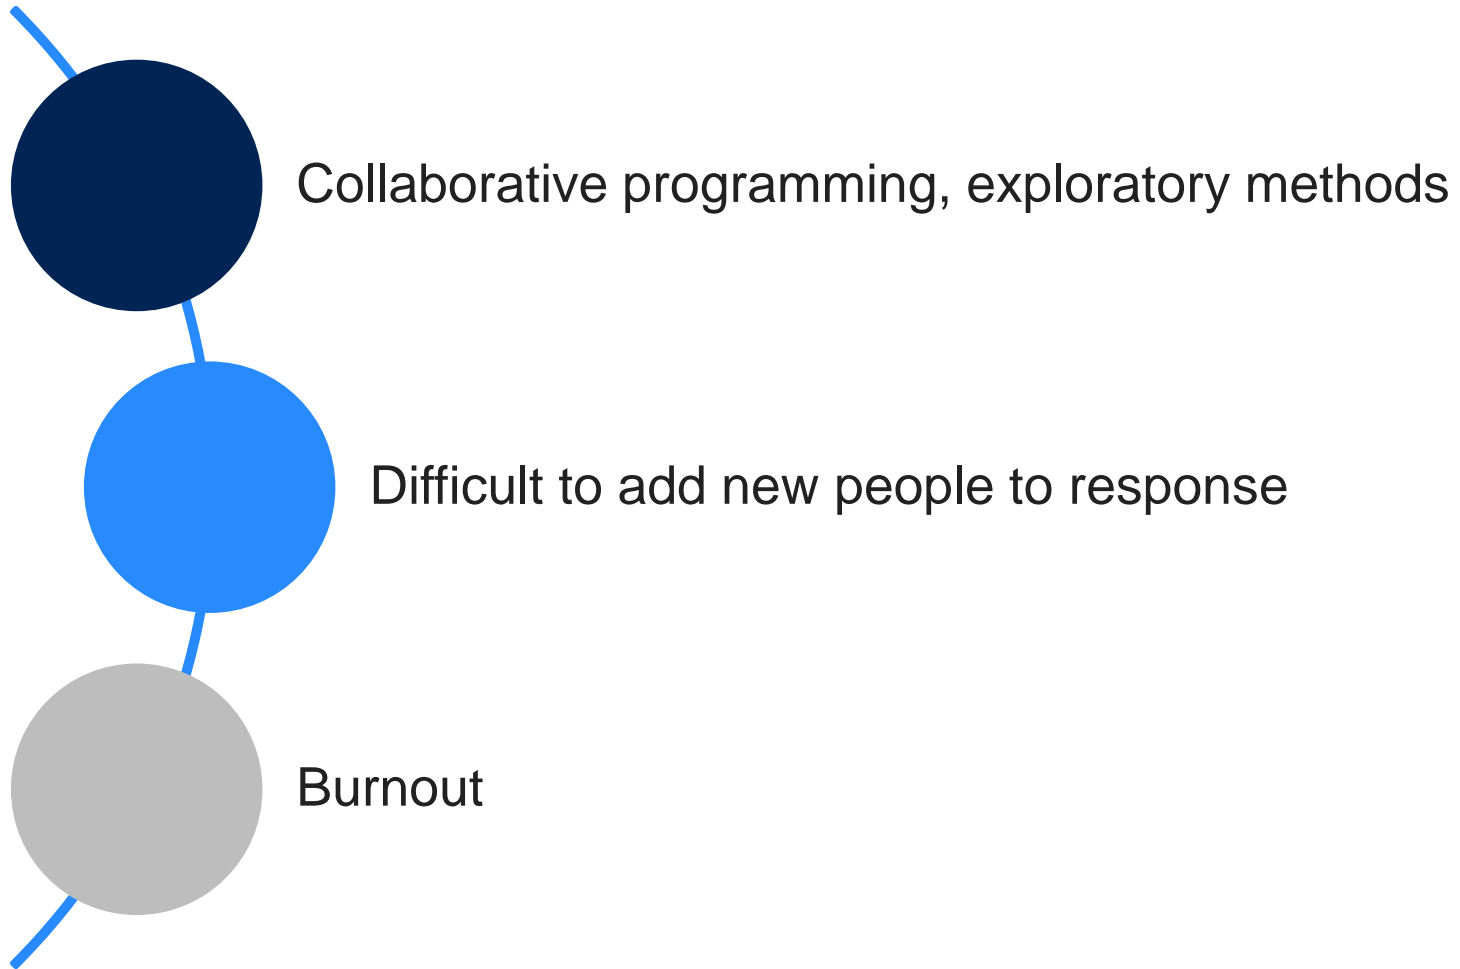 Collaborative programming, exploratory methods
Difficult to add new people to response
Burnout